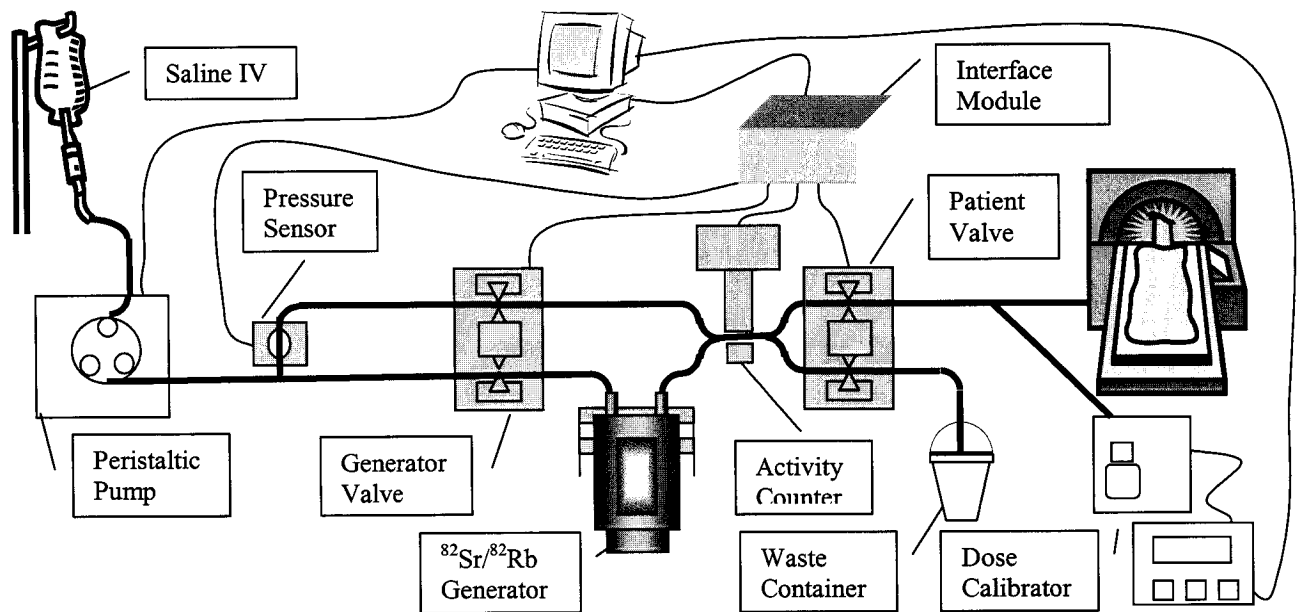 Saline IV
Interface
Module
Pressure
Sensor
Patient
Valve
Peristaltic
Pump
Generator
Valve
Activity
Counter
⁸²Sr/⁸²Rb
Generator
Waste
Container
Dose
Calibrator